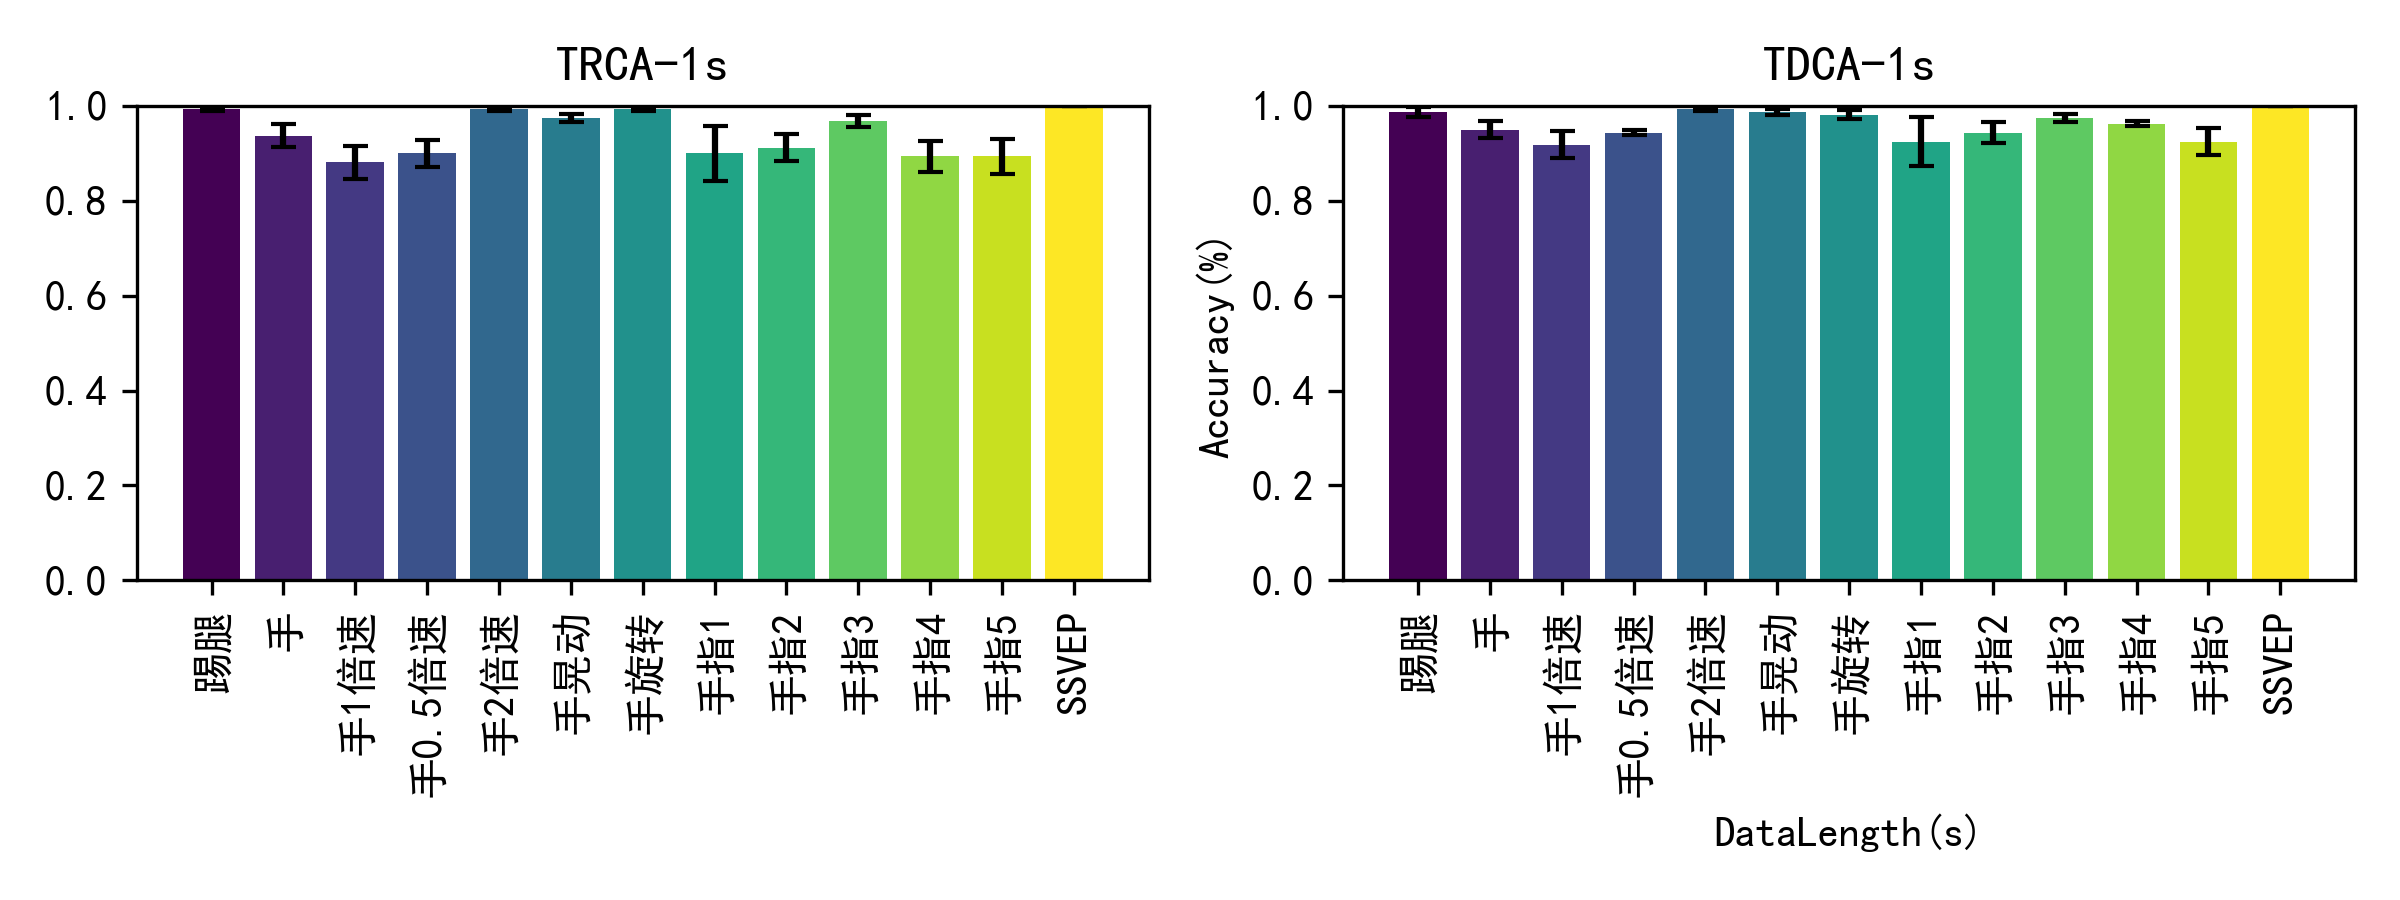 TRCA-1s
1.0
0.8
0.6
0.4
0.2
0.0
踢腿
手
手1倍速
手0.5倍速
手2倍速
手晃动
手旋转
手指1
手指2
手指3
手指4
手指5
SSVEP
TDCA-1s
Accuracy(%)
1.0
0.8
0.6
0.4
0.2
0.0
踢腿
手
手1倍速
手0.5倍速
手2倍速
手晃动
手旋转
手指1
手指2
手指3
手指4
手指5
SSVEP
DataLength(s)